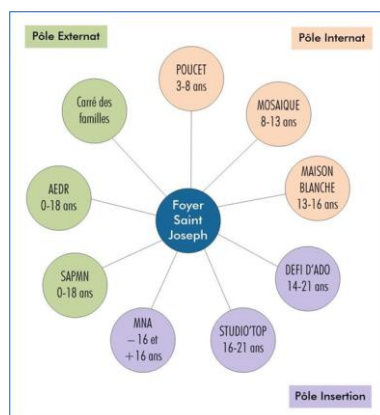 Pôle Externat
Pôle Internat
POUCET
3-8 ans
Carré des
familles
MOSAIQUE
8-13 ans
AEDR
0-18 ans
MAISON
BLANCHE
13-16 ans
Foyer
Saint
Joseph
SAPMN
0-18 ans
DEFI D'ADO
14-21 ans
MNA
– 16 et
+ 16 ans
STUDIO'TOP
16-21 ans
Pôle Insertion